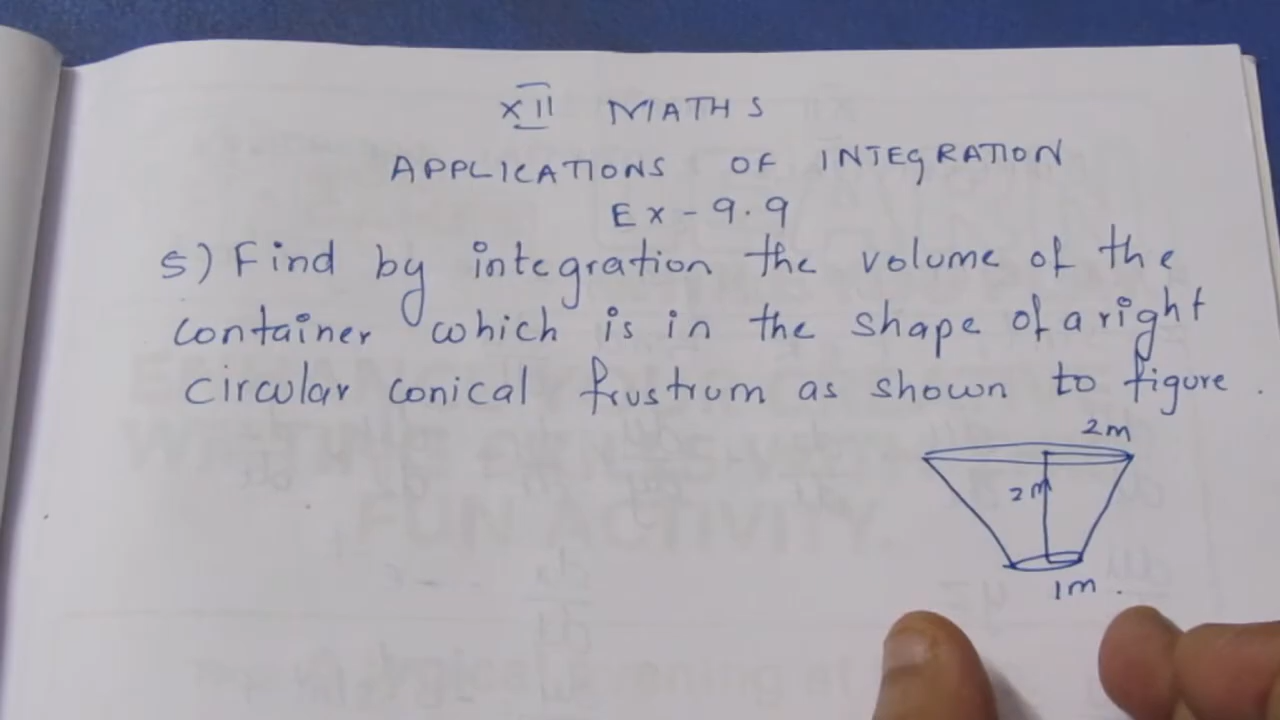 XII MATHS
APPLICATIONS OF INTEGRATION
Ex-9.9
5) Find by integration the volume of the
container which is in the shape of a right
circular conical frustrum as shown to figure.
2m
2m
1m.